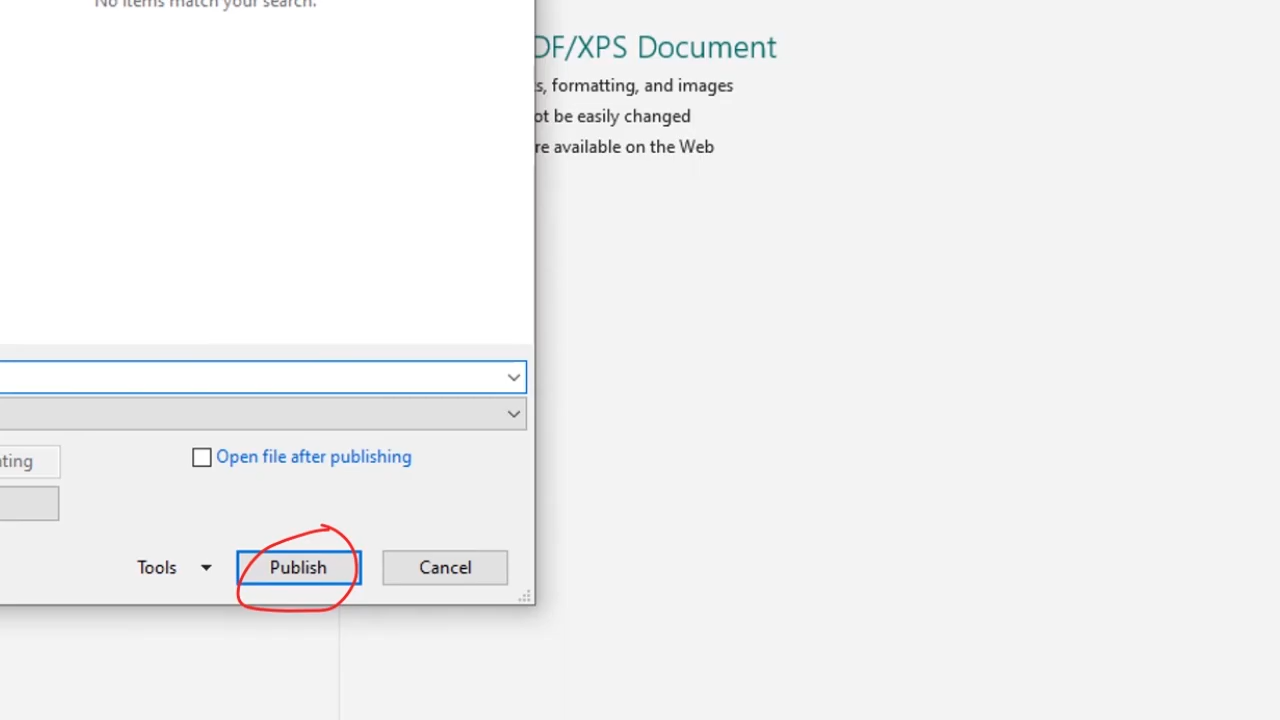 No items match your search.
DF/XPS Document
s, formatting, and images
ot be easily changed
re available on the Web
ting
Open file after publishing
Tools
Publish
Cancel